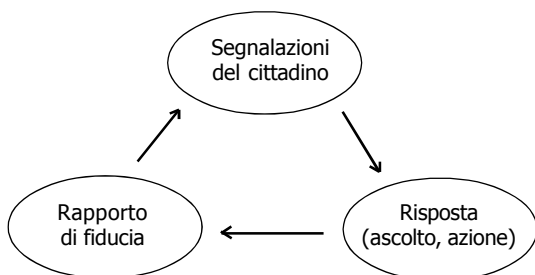 Segnalazioni
del cittadino
Rapporto
di fiducia
Risposta
(ascolto, azione)